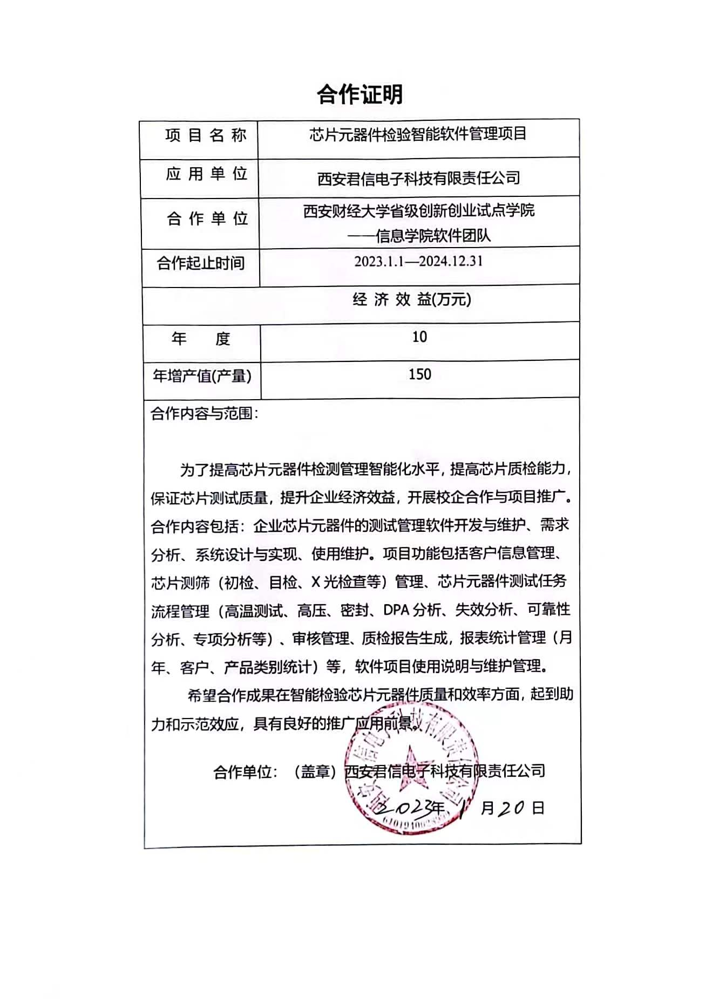 合作证明
项目名称 芯片元器件检验智能软件管理项目
应用单位 西安君信电子科技有限责任公司
合作单位 西安财经大学省级创新创业试点学院
——信息学院软件团队
合作起止时间 2023.1.1—2024.12.31
经济效益(万元)
年 度 10
年增产值(产量) 150
合作内容与范围：
为了提高芯片元器件检测管理智能化水平，提高芯片质检能力，
保证芯片测试质量，提升企业经济效益，开展校企合作与项目推广。
合作内容包括：企业芯片元器件的测试管理软件开发与维护、需求
分析、系统设计与实现、使用维护。项目功能包括客户信息管理、
芯片测筛（初检、目检、X光检查等）管理、芯片元器件测试任务
流程管理（高温测试、高压、密封、DPA分析、失效分析、可靠性
分析、专项分析等）、审核管理、质检报告生成，报表统计管理（月
年、客户、产品类别统计）等，软件项目使用说明与维护管理。
希望合作成果在智能检验芯片元器件质量和效率方面，起到助
力和示范效应，具有良好的推广应用前景。
合作单位：（盖章）西安君信电子科技有限责任公司
2023年 1 月 20 日
西安君信电子科技有限责任公司